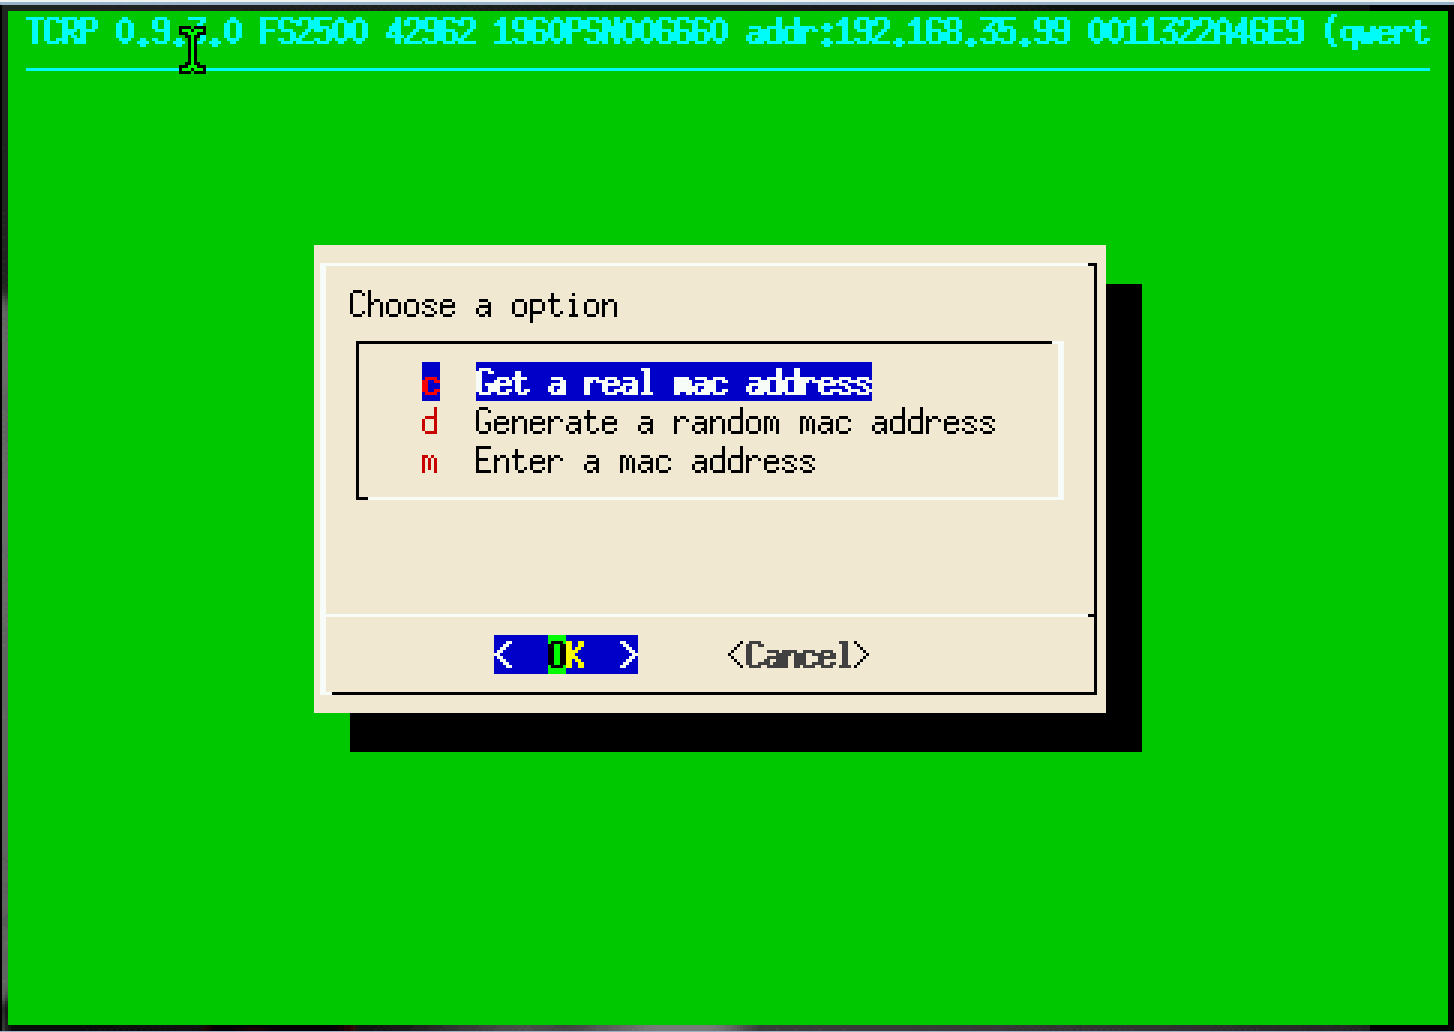 TCRP 0.9.7.0 FS2500 42962 1960PSN006660 addr:192.168.35.99 0011322A46E9 (qwert
Choose a option
c Get a real mac address
d Generate a random mac address
m Enter a mac address
< OK > <Cancel>